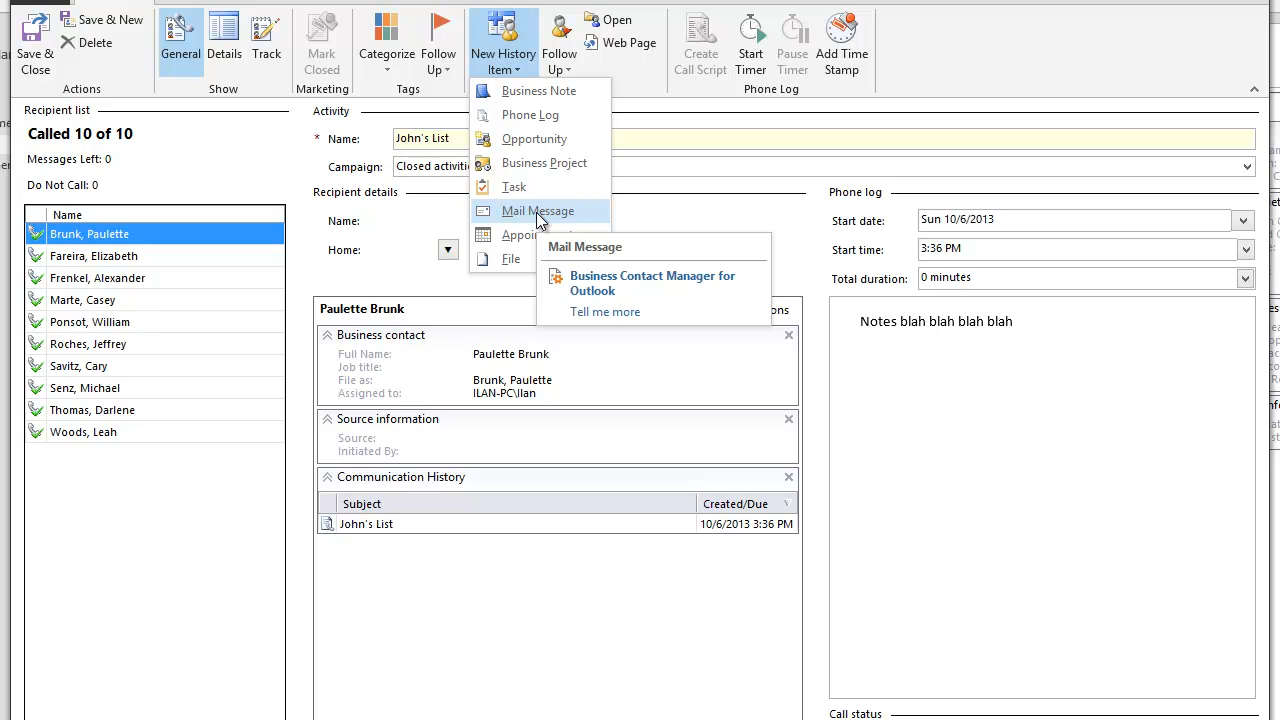 Save & Close
Save & New
Delete
Actions
General
Details
Track
Show
Mark Closed
Marketing
Categorize
Follow Up
Tags
New History Item
Follow Up
Open
Web Page
Create Call Script
Start Timer
Pause Timer
Add Time Stamp
Phone Log
Business Note
Phone Log
Opportunity
Business Project
Task
Mail Message
File
Mail Message
Business Contact Manager for
Outlook
Tell me more
Recipient list
Called 10 of 10
Messages Left: 0
Do Not Call: 0
Name
Brunk, Paulette
Fareira, Elizabeth
Frenkel, Alexander
Marte, Casey
Ponsot, William
Roches, Jeffrey
Savitz, Cary
Senz, Michael
Thomas, Darlene
Woods, Leah
Activity
* Name: John's List
Campaign: Closed activitie
Recipient details
Name:
Home:
Paulette Brunk
ons
Business contact
Full Name: Paulette Brunk
Job title:
File as: Brunk, Paulette
Assigned to: ILAN-PC\Ilan
Source information
Source:
Initiated By:
Communication History
Subject Created/Due
John's List 10/6/2013 3:36 PM
Phone log
Start date: Sun 10/6/2013
Start time: 3:36 PM
Total duration: 0 minutes
Notes blah blah blah blah
Call status